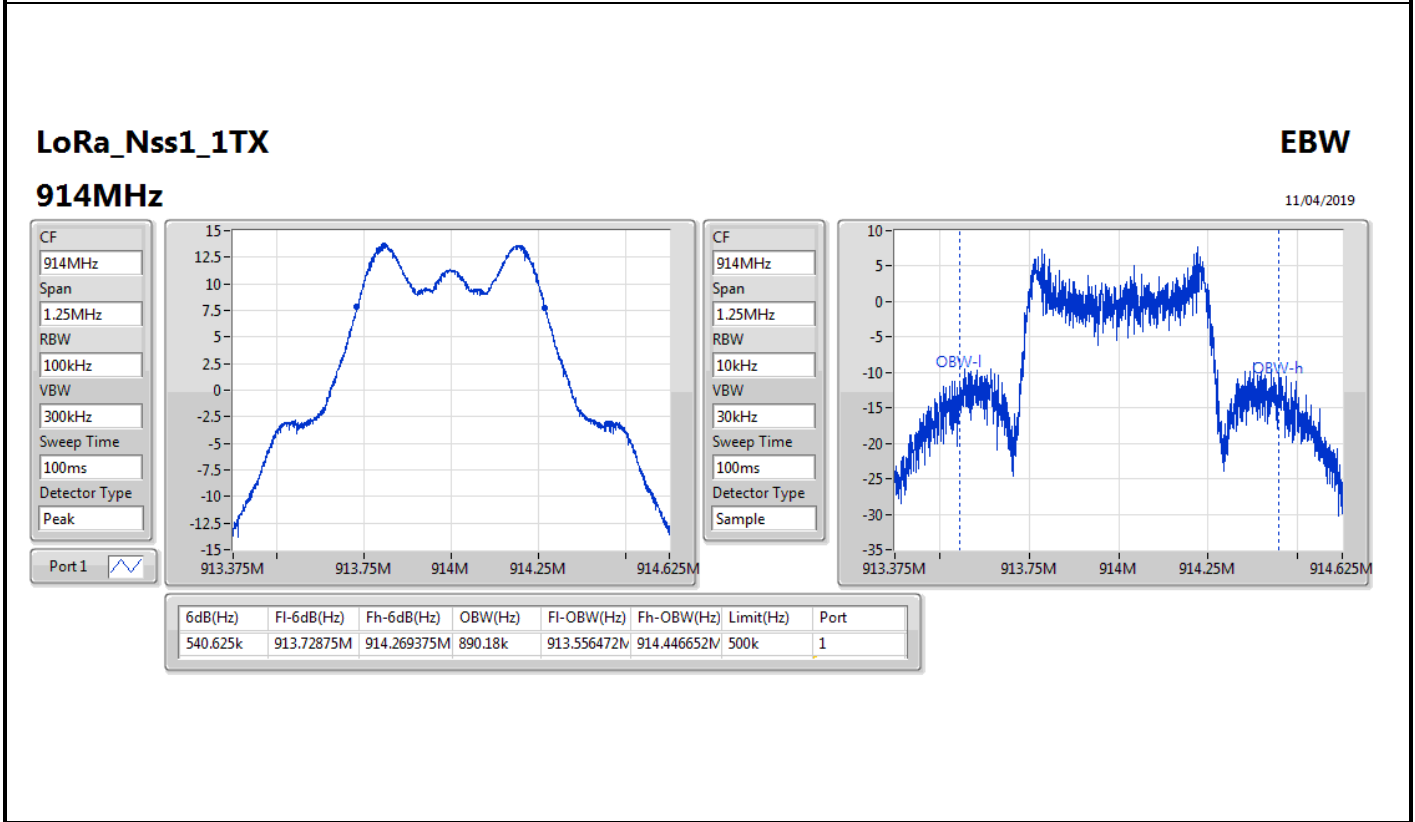 LoRa_Nss1_1TX
EBW
914MHz
11/04/2019
CF
914MHz
Span
1.25MHz
RBW
100kHz
VBW
300kHz
Sweep Time
100ms
Detector Type
Peak
Port 1
15
12.5
10
7.5
5
2.5
0
-2.5
-5
-7.5
-10
-12.5
-15
913.375M 913.75M 914M 914.25M 914.625M
CF
914MHz
Span
1.25MHz
RBW
10kHz
VBW
30kHz
Sweep Time
100ms
Detector Type
Sample
10
5
0
-5
-10
-15
-20
-25
-30
-35
OBW-l
OBW-h
913.375M 913.75M 914M 914.25M 914.625M
6dB(Hz) Fl-6dB(Hz) Fh-6dB(Hz) OBW(Hz) Fl-OBW(Hz) Fh-OBW(Hz) Limit(Hz) Port
540.625k 913.72875M 914.269375M 890.18k 913.556472M 914.446652M 500k 1